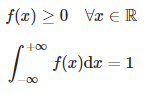 f(x) ≥ 0 ∀x ∈ ℝ
∫_{−∞}^{+∞} f(x)dx = 1